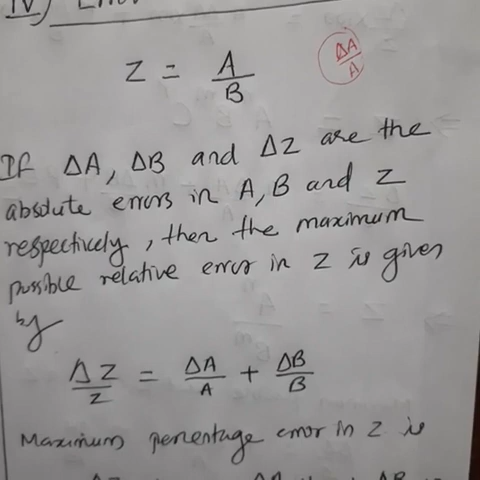 IV)
Z = A/B
ΔA/A
If ΔA, ΔB and ΔZ are the
absolute errors in A, B and Z
respectively, then the maximum
possible relative error in Z is given
by
ΔZ/Z = ΔA/A + ΔB/B
Maximum percentage error in Z is